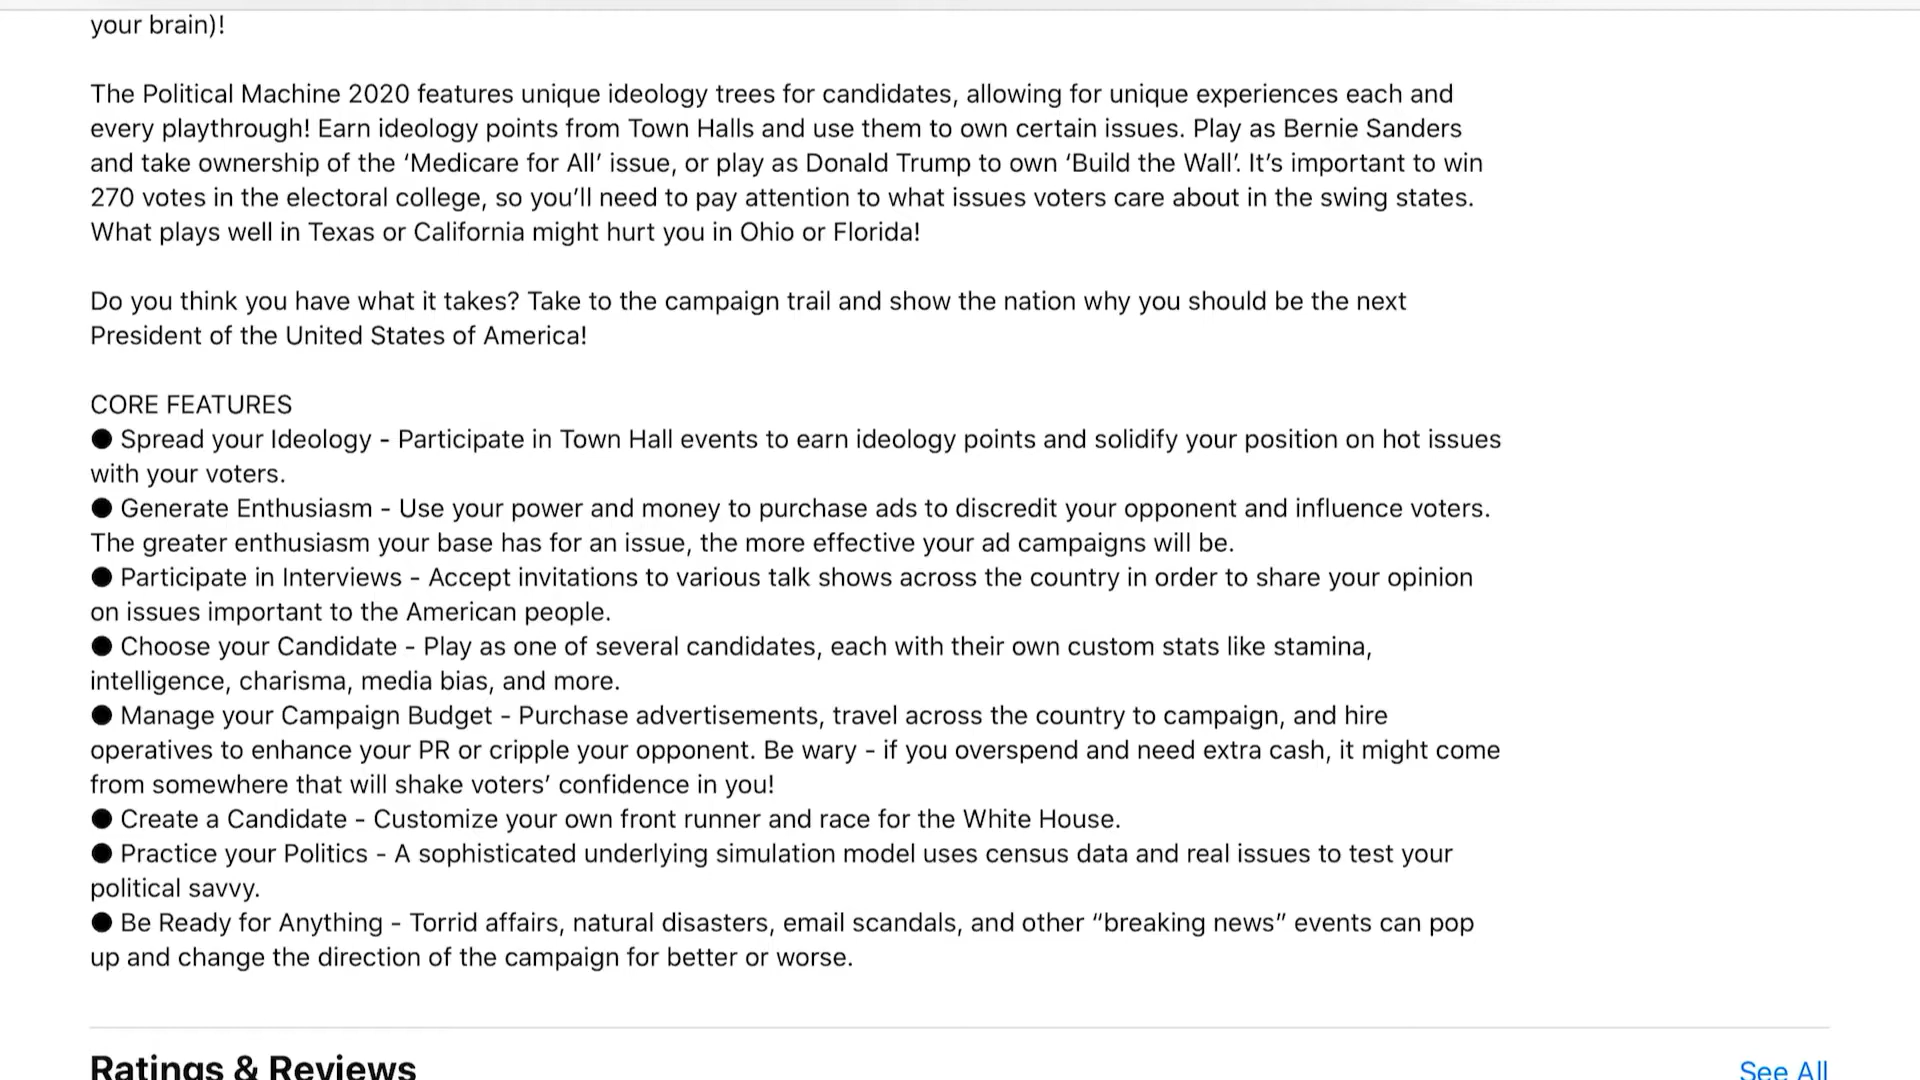 your brain)!
The Political Machine 2020 features unique ideology trees for candidates, allowing for unique experiences each and
every playthrough! Earn ideology points from Town Halls and use them to own certain issues. Play as Bernie Sanders
and take ownership of the ‘Medicare for All’ issue, or play as Donald Trump to own ‘Build the Wall’. It’s important to win
270 votes in the electoral college, so you’ll need to pay attention to what issues voters care about in the swing states.
What plays well in Texas or California might hurt you in Ohio or Florida!
Do you think you have what it takes? Take to the campaign trail and show the nation why you should be the next
President of the United States of America!
CORE FEATURES
● Spread your Ideology - Participate in Town Hall events to earn ideology points and solidify your position on hot issues
with your voters.
● Generate Enthusiasm - Use your power and money to purchase ads to discredit your opponent and influence voters.
The greater enthusiasm your base has for an issue, the more effective your ad campaigns will be.
● Participate in Interviews - Accept invitations to various talk shows across the country in order to share your opinion
on issues important to the American people.
● Choose your Candidate - Play as one of several candidates, each with their own custom stats like stamina,
intelligence, charisma, media bias, and more.
● Manage your Campaign Budget - Purchase advertisements, travel across the country to campaign, and hire
operatives to enhance your PR or cripple your opponent. Be wary - if you overspend and need extra cash, it might come
from somewhere that will shake voters’ confidence in you!
● Create a Candidate - Customize your own front runner and race for the White House.
● Practice your Politics - A sophisticated underlying simulation model uses census data and real issues to test your
political savvy.
● Be Ready for Anything - Torrid affairs, natural disasters, email scandals, and other “breaking news” events can pop
up and change the direction of the campaign for better or worse.
Ratings & Reviews
See All